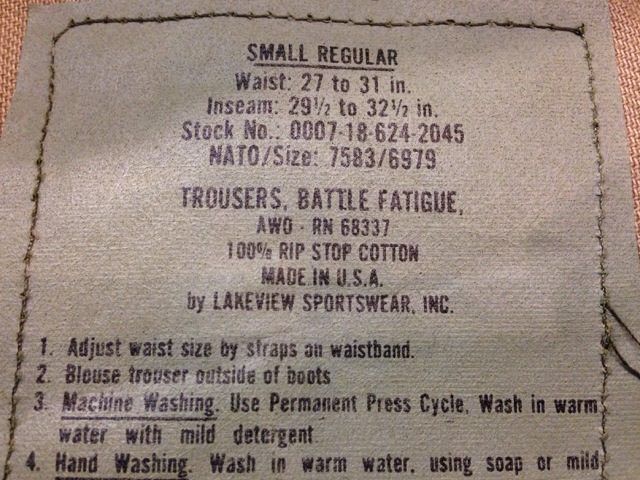 SMALL REGULAR
Waist: 27 to 31 in.
Inseam: 29½ to 32½ in.
Stock No.: 0007-18-624-2045
NATO/Size: 7583/6979
TROUSERS, BATTLE FATIGUE,
AWO - RN 68337
100% RIP STOP COTTON
MADE IN U.S.A.
by LAKEVIEW SPORTSWEAR, INC.
1. Adjust waist size by straps on waistband.
2. Blouse trouser outside of boots
3. Machine Washing. Use Permanent Press Cycle. Wash in warm
water with mild detergent
4. Hand Washing. Wash in warm water, using soap or mild